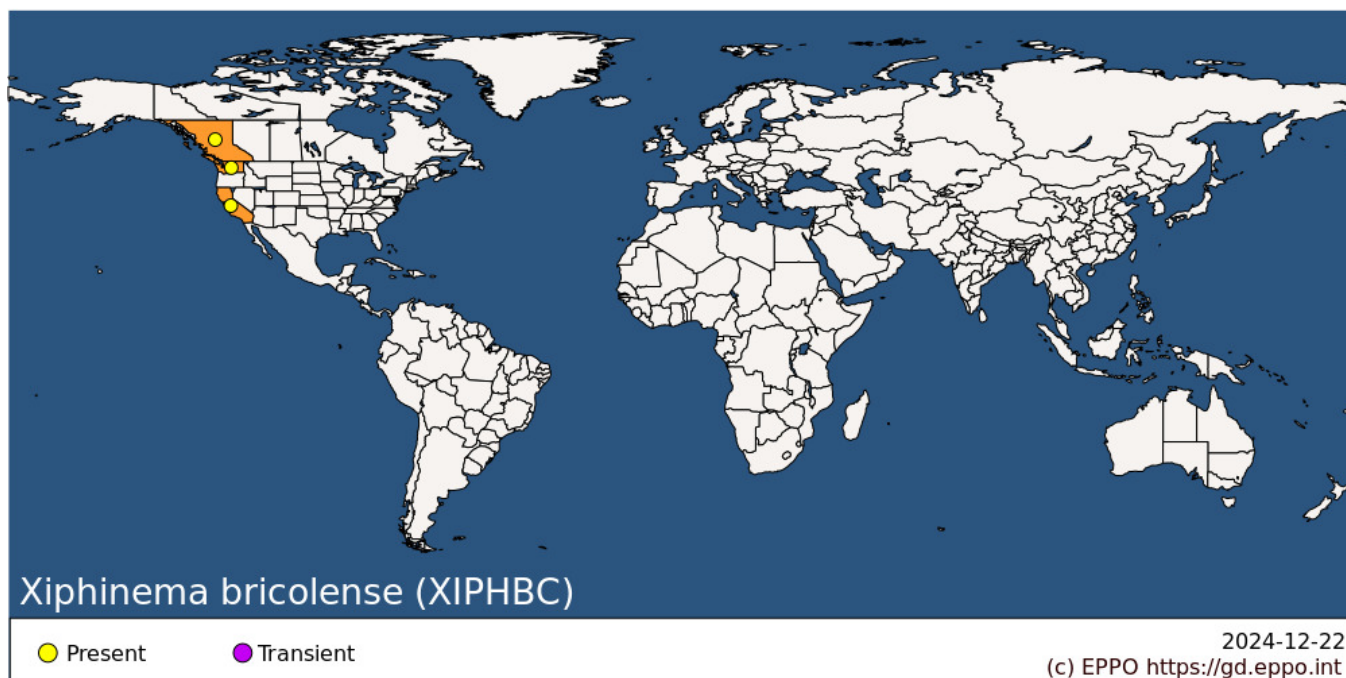 Xiphinema bricolense (XIPHBC)
Present
Transient
2024-12-22
(c) EPPO https://gd.eppo.int